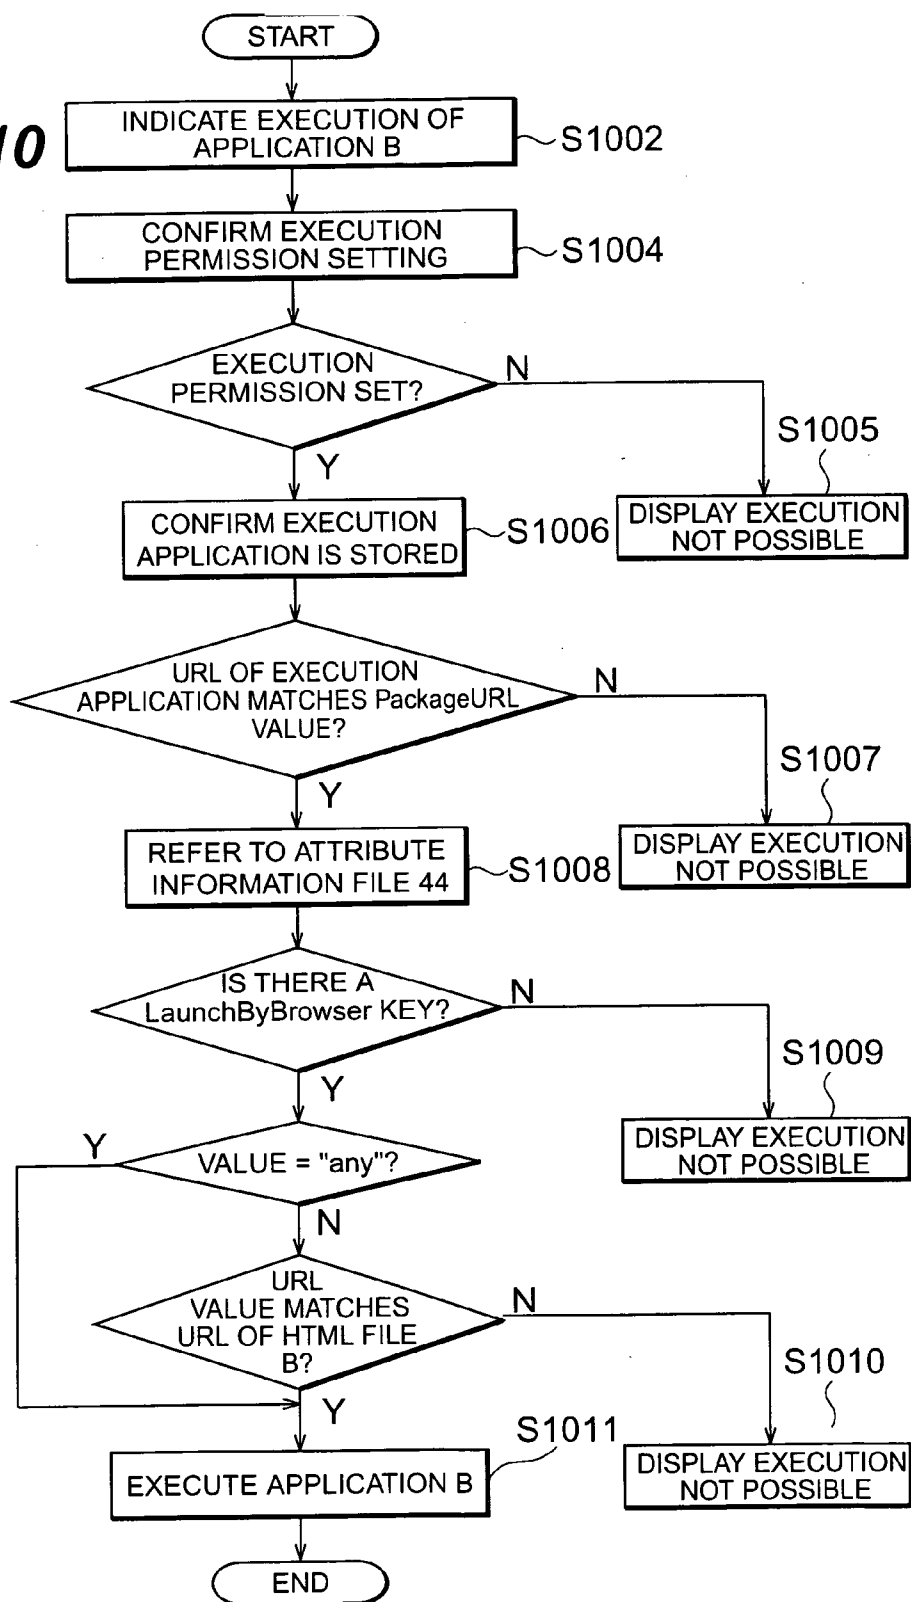 START
10
INDICATE EXECUTION OF
APPLICATION B
S1002
CONFIRM EXECUTION
PERMISSION SETTING
S1004
EXECUTION
PERMISSION SET?
N
Y
S1005
DISPLAY EXECUTION
NOT POSSIBLE
CONFIRM EXECUTION
APPLICATION IS STORED
S1006
URL OF EXECUTION
APPLICATION MATCHES PackageURL
VALUE?
N
Y
S1007
DISPLAY EXECUTION
NOT POSSIBLE
REFER TO ATTRIBUTE
INFORMATION FILE 44
S1008
IS THERE A
LaunchByBrowser KEY?
N
Y
S1009
DISPLAY EXECUTION
NOT POSSIBLE
Y
VALUE = "any"?
N
URL
VALUE MATCHES
URL OF HTML FILE
B?
N
Y
S1010
DISPLAY EXECUTION
NOT POSSIBLE
S1011
EXECUTE APPLICATION B
END